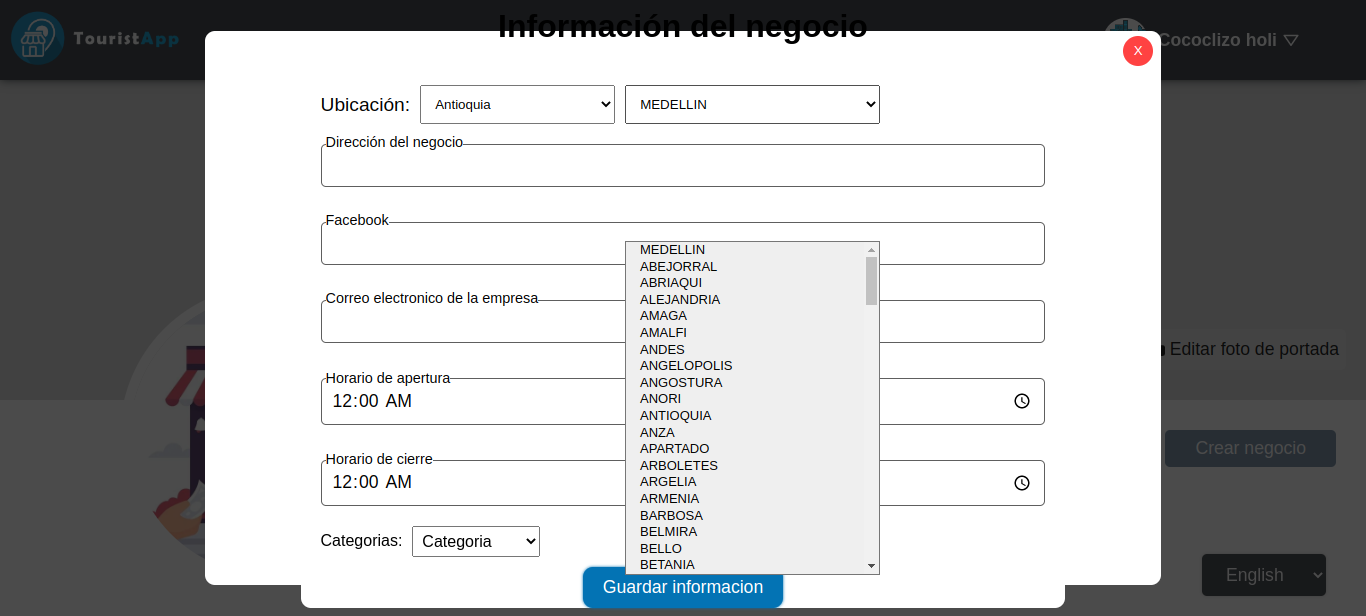 Información del negocio
TouristApp
Cococlizo holi
X
Ubicación: Antioquia MEDELLIN
Dirección del negocio
Facebook
MEDELLIN
ABEJORRAL
ABRIAQUI
ALEJANDRIA
AMAGA
AMALFI
ANDES
ANGELOPOLIS
ANGOSTURA
ANORI
ANTIOQUIA
ANZA
APARTADO
ARBOLETES
ARGELIA
ARMENIA
BARBOSA
BELMIRA
BELLO
BETANIA
Correo electronico de la empresa
Editar foto de portada
Horario de apertura
12:00 AM
Crear negocio
Horario de cierre
12:00 AM
Categorias: Categoria
English
Guardar informacion